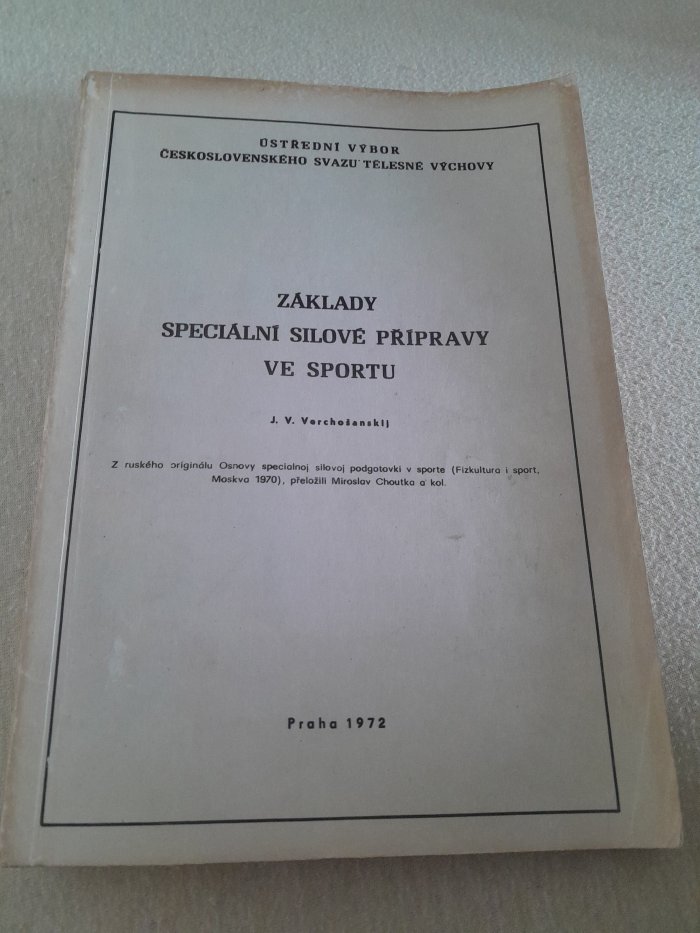 ÚSTŘEDNÍ VÝBOR
ČESKOSLOVENSKÉHO SVAZU TĚLESNÉ VÝCHOVY
ZÁKLADY
SPECIÁLNÍ SILOVÉ PŘÍPRAVY
VE SPORTU
J. V. Verchošanskij
Z ruského originálu Osnovy specialnoj silovoj podgotovki v sporte (Fizkultura i sport,
Moskva 1970), přeložili Miroslav Choutka a kol.
Praha 1972